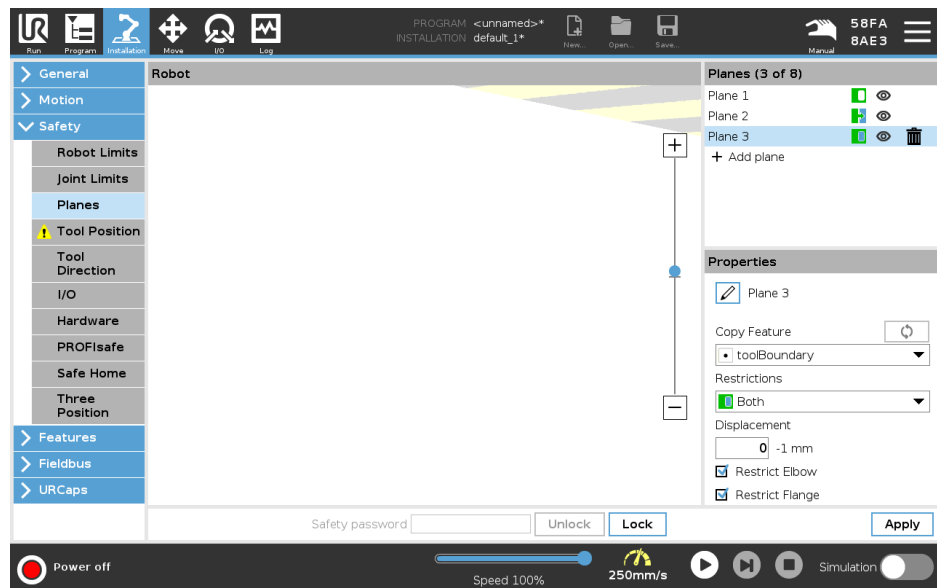 PROGRAM <unnamed>*
INSTALLATION default_1*
Run Program Installation Move I/O Log
New... Open... Save...
Manual
58FA
8AE3
General
Motion
Safety
Robot Limits
Joint Limits
Planes
Tool Position
Tool
Direction
I/O
Hardware
PROFIsafe
Safe Home
Three
Position
Features
Fieldbus
URCaps
Robot
Planes (3 of 8)
Plane 1
Plane 2
Plane 3
+ Add plane
Properties
Plane 3
Copy Feature
toolBoundary
Restrictions
Both
Displacement
0 -1 mm
Restrict Elbow
Restrict Flange
Safety password Unlock Lock Apply
Power off
Speed 100%
250mm/s
Simulation